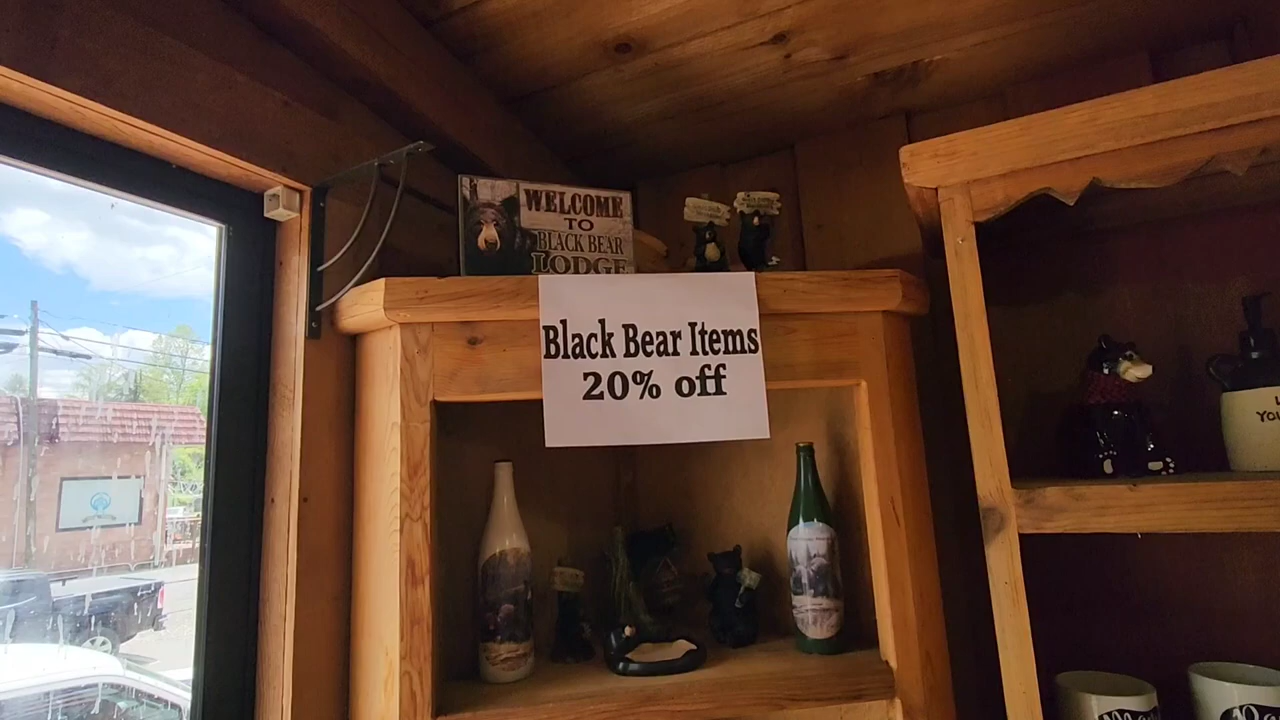 WELCOME
TO
BLACK BEAR
LODGE
Black Bear Items
20% off